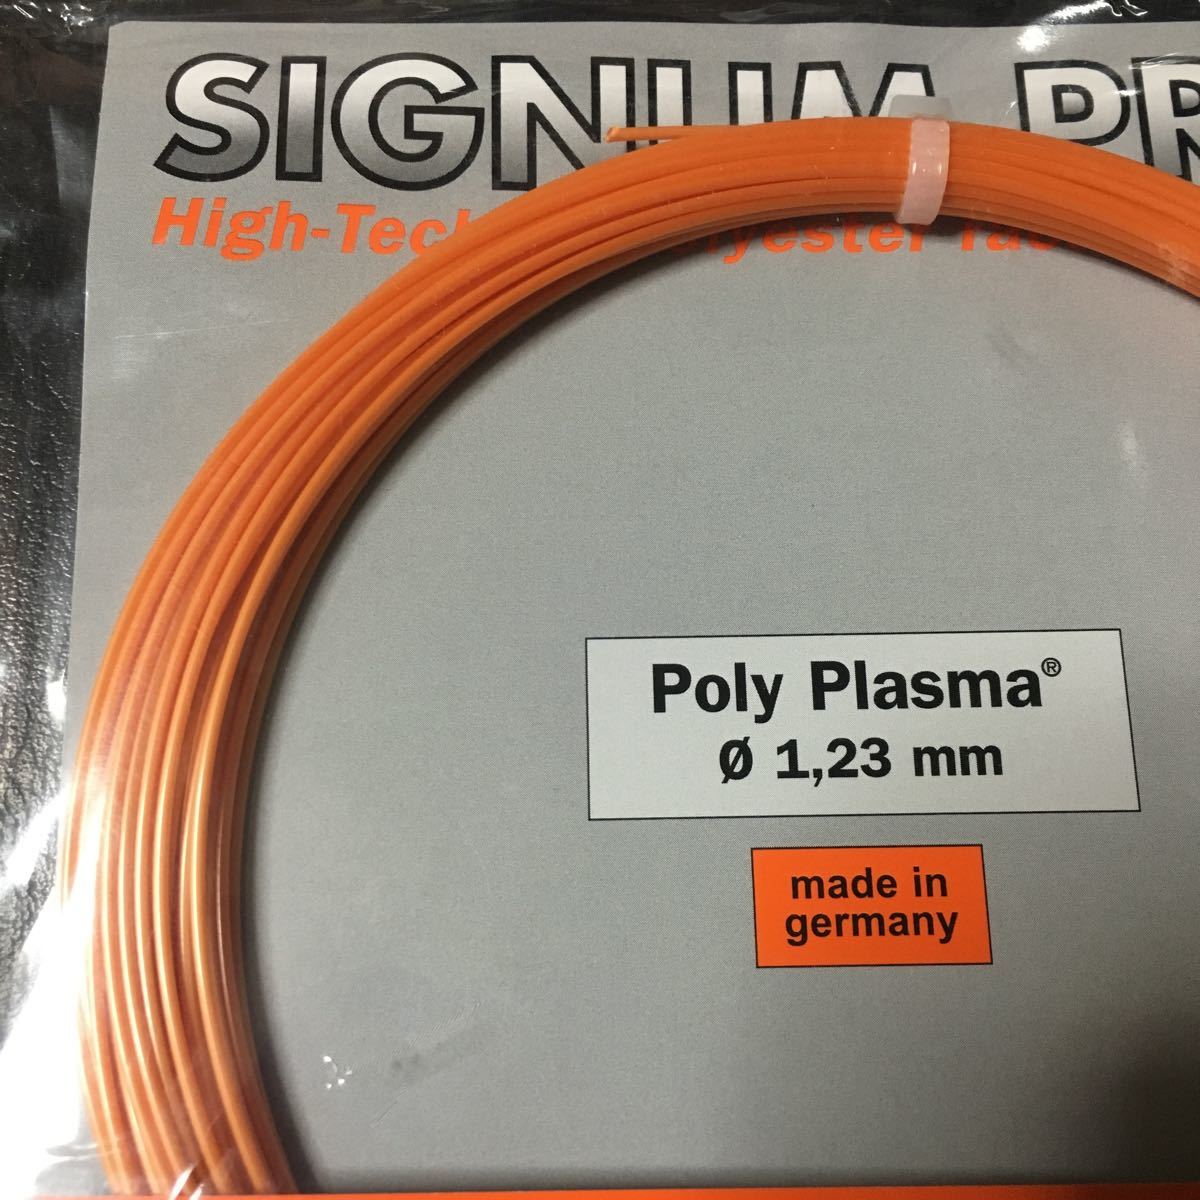 SIGNUM PR
High-Tech
Poly Plasma®
Ø 1,23 mm
made in
germany